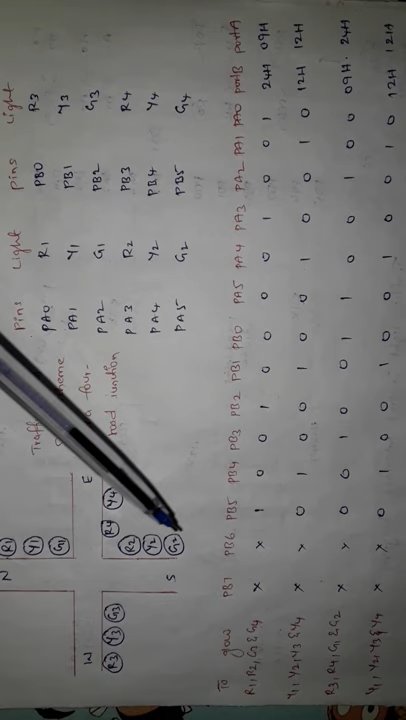 N
R1
Y1
G1
W
E
R3 Y3 G3
R4 Y4
R2
Y2
G2
S
four-
road junction
Pins Light Pins Light
PA0 R1 PB0 R3
PA1 Y1 PB1 Y3
PA2 G1 PB2 G3
PA3 R2 PB3 R4
PA4 Y2 PB4 Y4
PA5 G2 PB5 G4
To glow PB7 PB6 PB5 PB4 PB3 PB2 PB1 PB0 PA5 PA4 PA3 PA2 PA1 PA0 portB portA
R1, R2, G3 & G4 X X 1 0 0 1 0 0 0 0 1 0 0 1 24H 09H
Y1, Y2, Y3 & Y4 X X 0 1 0 0 1 0 0 1 0 0 1 0 12H 12H
R3, R4, G1 & G2 X X 0 0 1 0 0 1 1 0 0 1 0 0 09H 24H
Y1, Y2, Y3 & Y4 X X 0 1 0 0 1 0 0 1 0 0 1 0 12H 12H